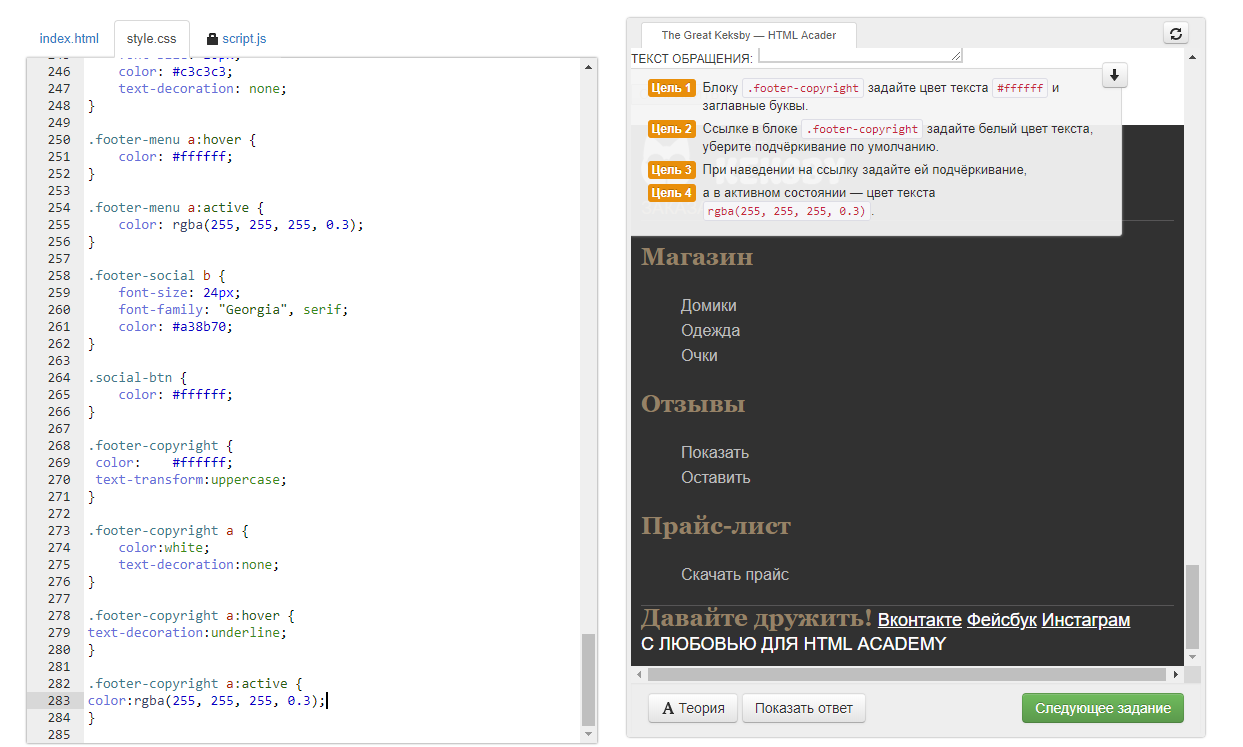 index.html style.css script.js
246 color: #c3c3c3;
247 text-decoration: none;
248 }
249
250 .footer-menu a:hover {
251 color: #ffffff;
252 }
253
254 .footer-menu a:active {
255 color: rgba(255, 255, 255, 0.3);
256 }
257
258 .footer-social b {
259 font-size: 24px;
260 font-family: "Georgia", serif;
261 color: #a38b70;
262 }
263
264 .social-btn {
265 color: #ffffff;
266 }
267
268 .footer-copyright {
269 color: #ffffff;
270 text-transform:uppercase;
271 }
272
273 .footer-copyright a {
274 color:white;
275 text-decoration:none;
276 }
277
278 .footer-copyright a:hover {
279 text-decoration:underline;
280 }
281
282 .footer-copyright a:active {
283 color:rgba(255, 255, 255, 0.3);
284 }
285
The Great Keksby — HTML Acader
ТЕКСТ ОБРАЩЕНИЯ:
Цель 1 Блоку .footer-copyright задайте цвет текста #ffffff и
заглавные буквы.
Цель 2 Ссылке в блоке .footer-copyright задайте белый цвет текста,
уберите подчёркивание по умолчанию.
Цель 3 При наведении на ссылку задайте ей подчёркивание,
Цель 4 а в активном состоянии — цвет текста
rgba(255, 255, 255, 0.3) .
Магазин
Домики
Одежда
Очки
Отзывы
Показать
Оставить
Прайс-лист
Скачать прайс
Давайте дружить! Вконтакте Фейсбук Инстаграм
С ЛЮБОВЬЮ ДЛЯ HTML ACADEMY
A Теория Показать ответ Следующее задание